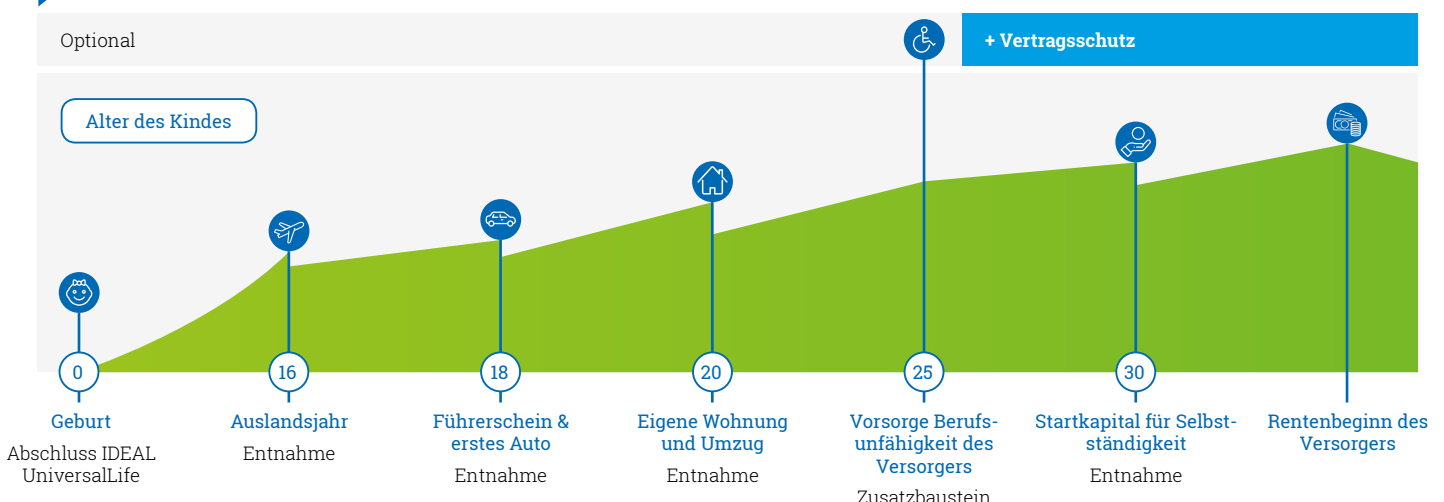 Optional
+ Vertragsschutz
Alter des Kindes
0
16
18
20
25
30
Geburt
Abschluss IDEAL
UniversalLife
Auslandsjahr
Entnahme
Führerschein &
erstes Auto
Entnahme
Eigene Wohnung
und Umzug
Entnahme
Vorsorge Berufs-
unfähigkeit des
Versorgers
Zusatzbaustein
Startkapital für Selbst-
ständigkeit
Entnahme
Rentenbeginn des
Versorgers